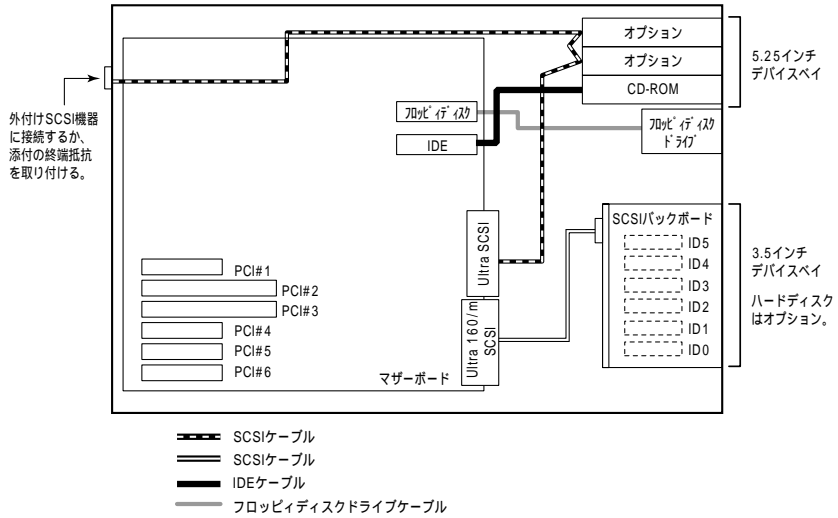 オプション
オプション
CD-ROM
5.25インチ
デバイスベイ
外付けSCSI機器
に接続するか、
添付の終端抵抗
を取り付ける。
フロッピィディスク
IDE
フロッピィディスク
ドライブ
Ultra SCSI
Ultra 160/m
SCSI
SCSIバックボード
ID5
ID4
ID3
ID2
ID1
ID0
3.5インチ
デバイスベイ
ハードディスク
はオプション。
PCI#1
PCI#2
PCI#3
PCI#4
PCI#5
PCI#6
マザーボード
SCSIケーブル
SCSIケーブル
IDEケーブル
フロッピィディスクドライブケーブル